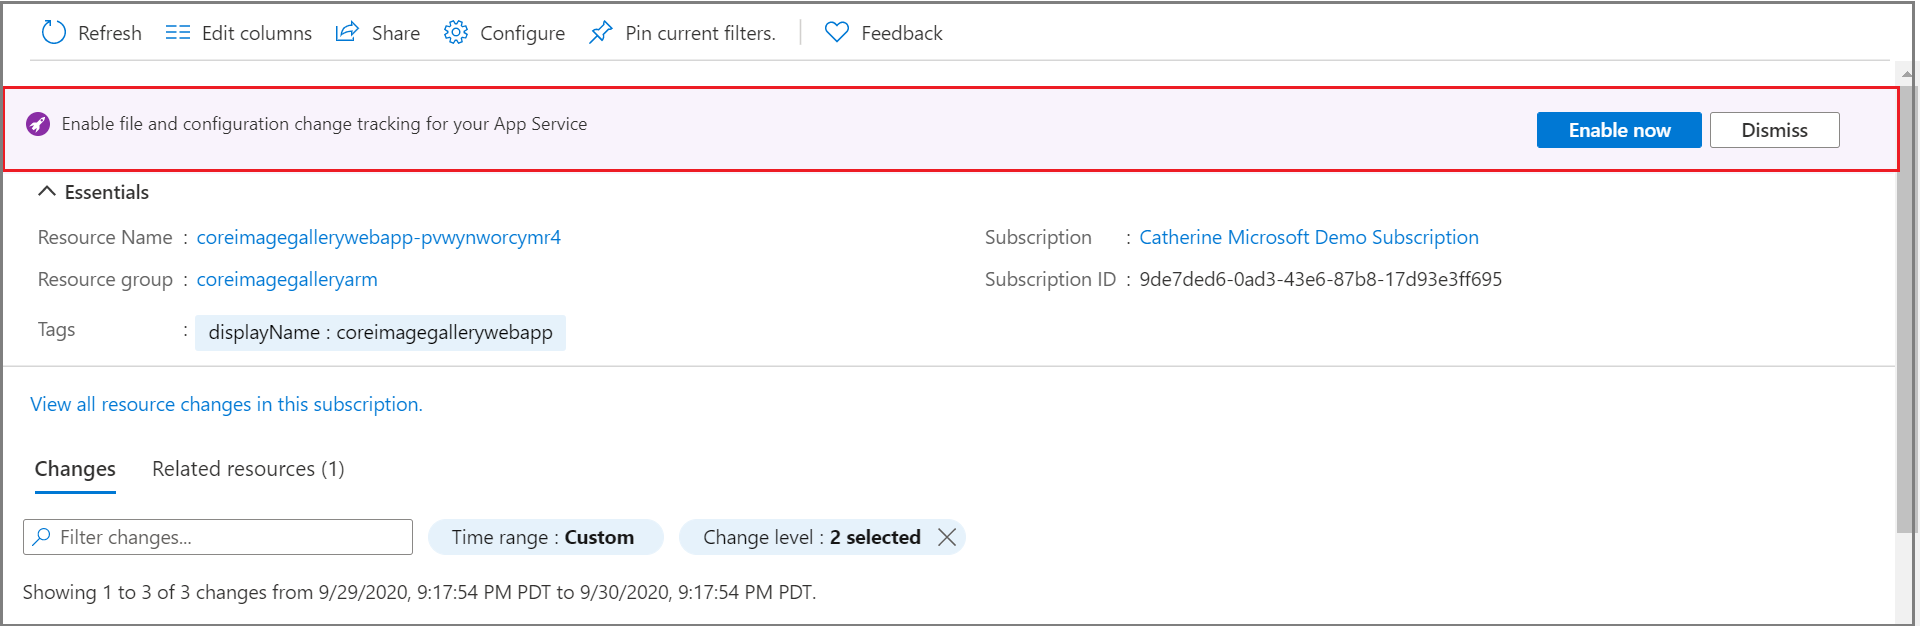 Refresh Edit columns Share Configure Pin current filters. Feedback
Enable file and configuration change tracking for your App Service Enable now Dismiss
Essentials
Resource Name : coreimagegallerywebapp-pvwynworcymr4 Subscription : Catherine Microsoft Demo Subscription
Resource group : coreimagegalleryarm Subscription ID : 9de7ded6-0ad3-43e6-87b8-17d93e3ff695
Tags : displayName : coreimagegallerywebapp
View all resource changes in this subscription.
Changes Related resources (1)
Filter changes... Time range : Custom Change level : 2 selected
Showing 1 to 3 of 3 changes from 9/29/2020, 9:17:54 PM PDT to 9/30/2020, 9:17:54 PM PDT.